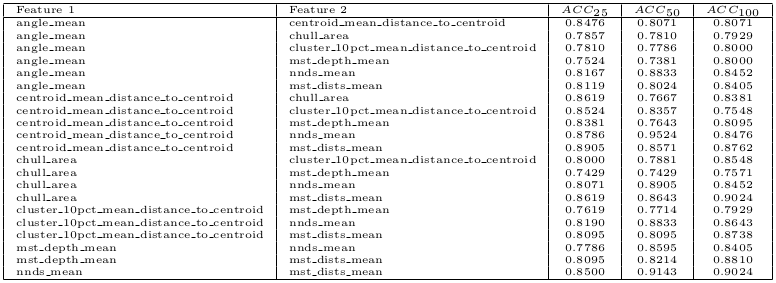 Feature 1 Feature 2 ACC25 ACC50 ACC100
angle_mean centroid_mean_distance_to_centroid 0.8476 0.8071 0.8071
angle_mean chull_area 0.7857 0.7810 0.7929
angle_mean cluster_10pct_mean_distance_to_centroid 0.7810 0.7786 0.8000
angle_mean mst_depth_mean 0.7524 0.7381 0.8000
angle_mean nnds_mean 0.8167 0.8833 0.8452
angle_mean mst_dists_mean 0.8119 0.8024 0.8405
centroid_mean_distance_to_centroid chull_area 0.8619 0.7667 0.8381
centroid_mean_distance_to_centroid cluster_10pct_mean_distance_to_centroid 0.8524 0.8357 0.7548
centroid_mean_distance_to_centroid mst_depth_mean 0.8381 0.7643 0.8095
centroid_mean_distance_to_centroid nnds_mean 0.8786 0.9524 0.8476
centroid_mean_distance_to_centroid mst_dists_mean 0.8905 0.8571 0.8762
chull_area cluster_10pct_mean_distance_to_centroid 0.8000 0.7881 0.8548
chull_area mst_depth_mean 0.7429 0.7429 0.7571
chull_area nnds_mean 0.8071 0.8905 0.8452
chull_area mst_dists_mean 0.8619 0.8643 0.9024
cluster_10pct_mean_distance_to_centroid mst_depth_mean 0.7619 0.7714 0.7929
cluster_10pct_mean_distance_to_centroid nnds_mean 0.8190 0.8833 0.8643
cluster_10pct_mean_distance_to_centroid mst_dists_mean 0.8095 0.8095 0.8738
mst_depth_mean nnds_mean 0.7786 0.8595 0.8405
mst_depth_mean mst_dists_mean 0.8095 0.8214 0.8810
nnds_mean mst_dists_mean 0.8500 0.9143 0.9024